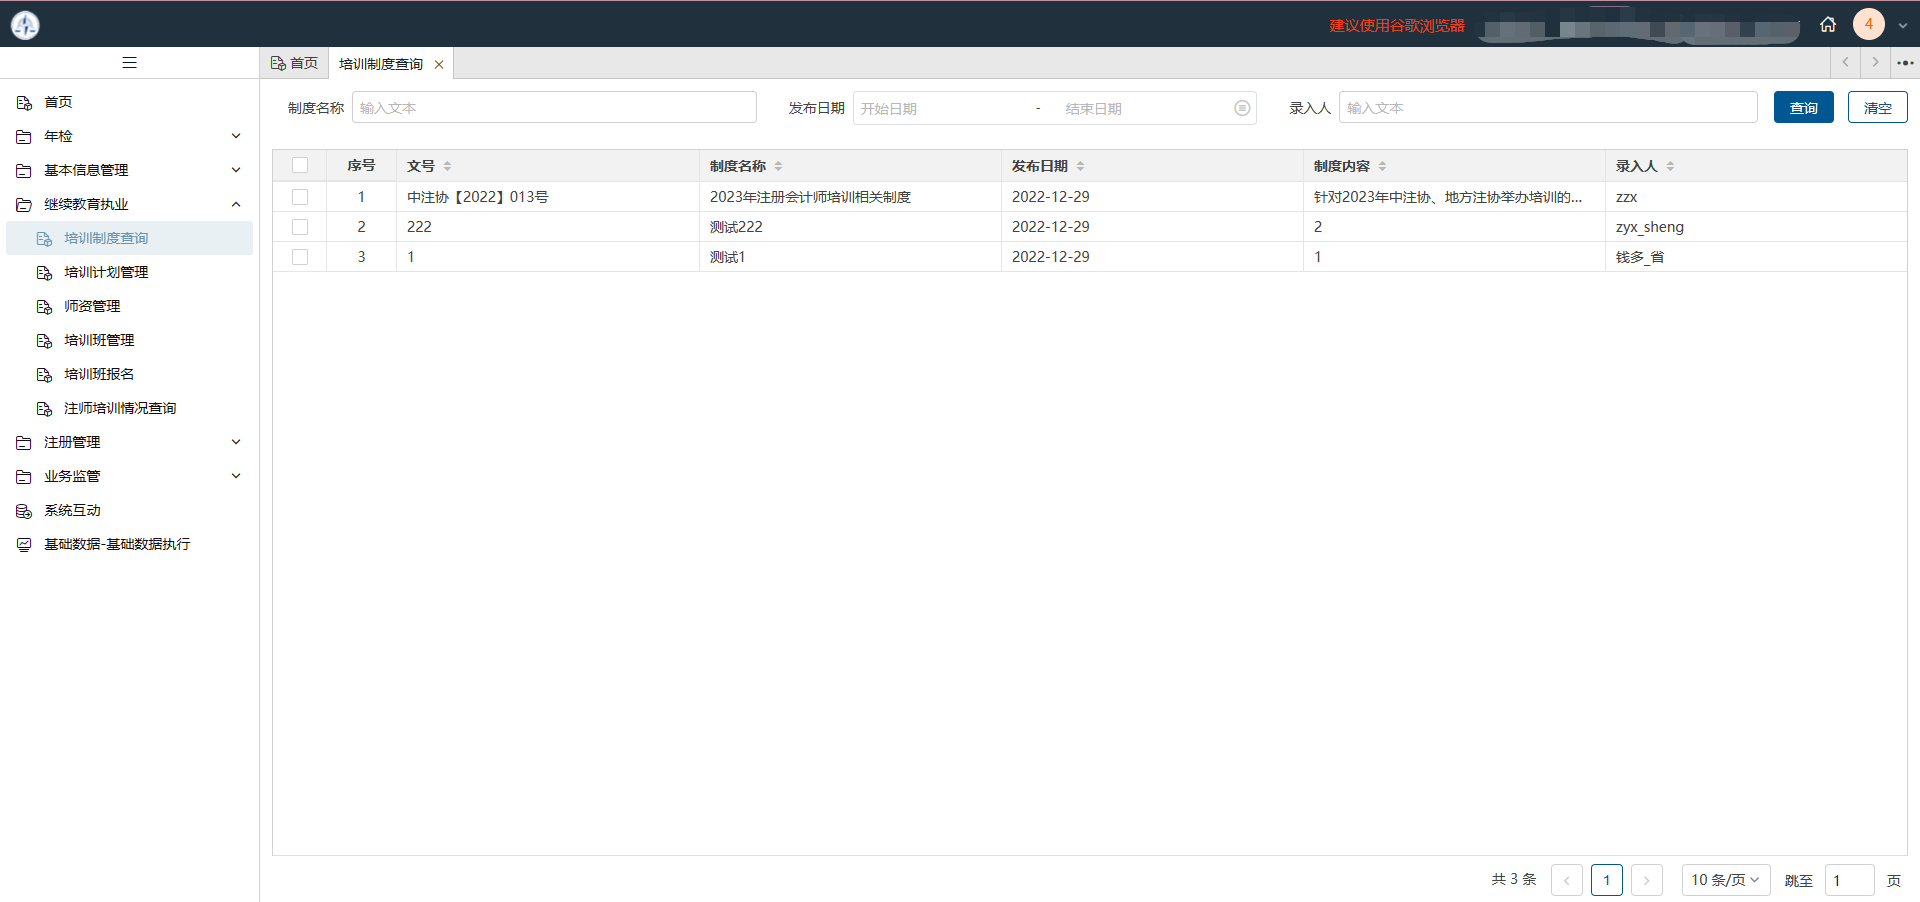 建议使用谷歌浏览器
4
首页
培训制度查询
首页
年检
基本信息管理
继续教育执业
培训制度查询
培训计划管理
师资管理
培训班管理
培训班报名
注师培训情况查询
注册管理
业务监管
系统互动
基础数据-基础数据执行
制度名称 输入文本 发布日期 开始日期 - 结束日期 录入人 输入文本 查询 清空
序号 文号 制度名称 发布日期 制度内容 录入人
1 中注协【2022】013号 2023年注册会计师培训相关制度 2022-12-29 针对2023年中注协、地方注协举办培训的... zzx
2 222 测试222 2022-12-29 2 zyx_sheng
3 1 测试1 2022-12-29 1 钱多_省
共 3 条 1 10 条/页 跳至 1 页